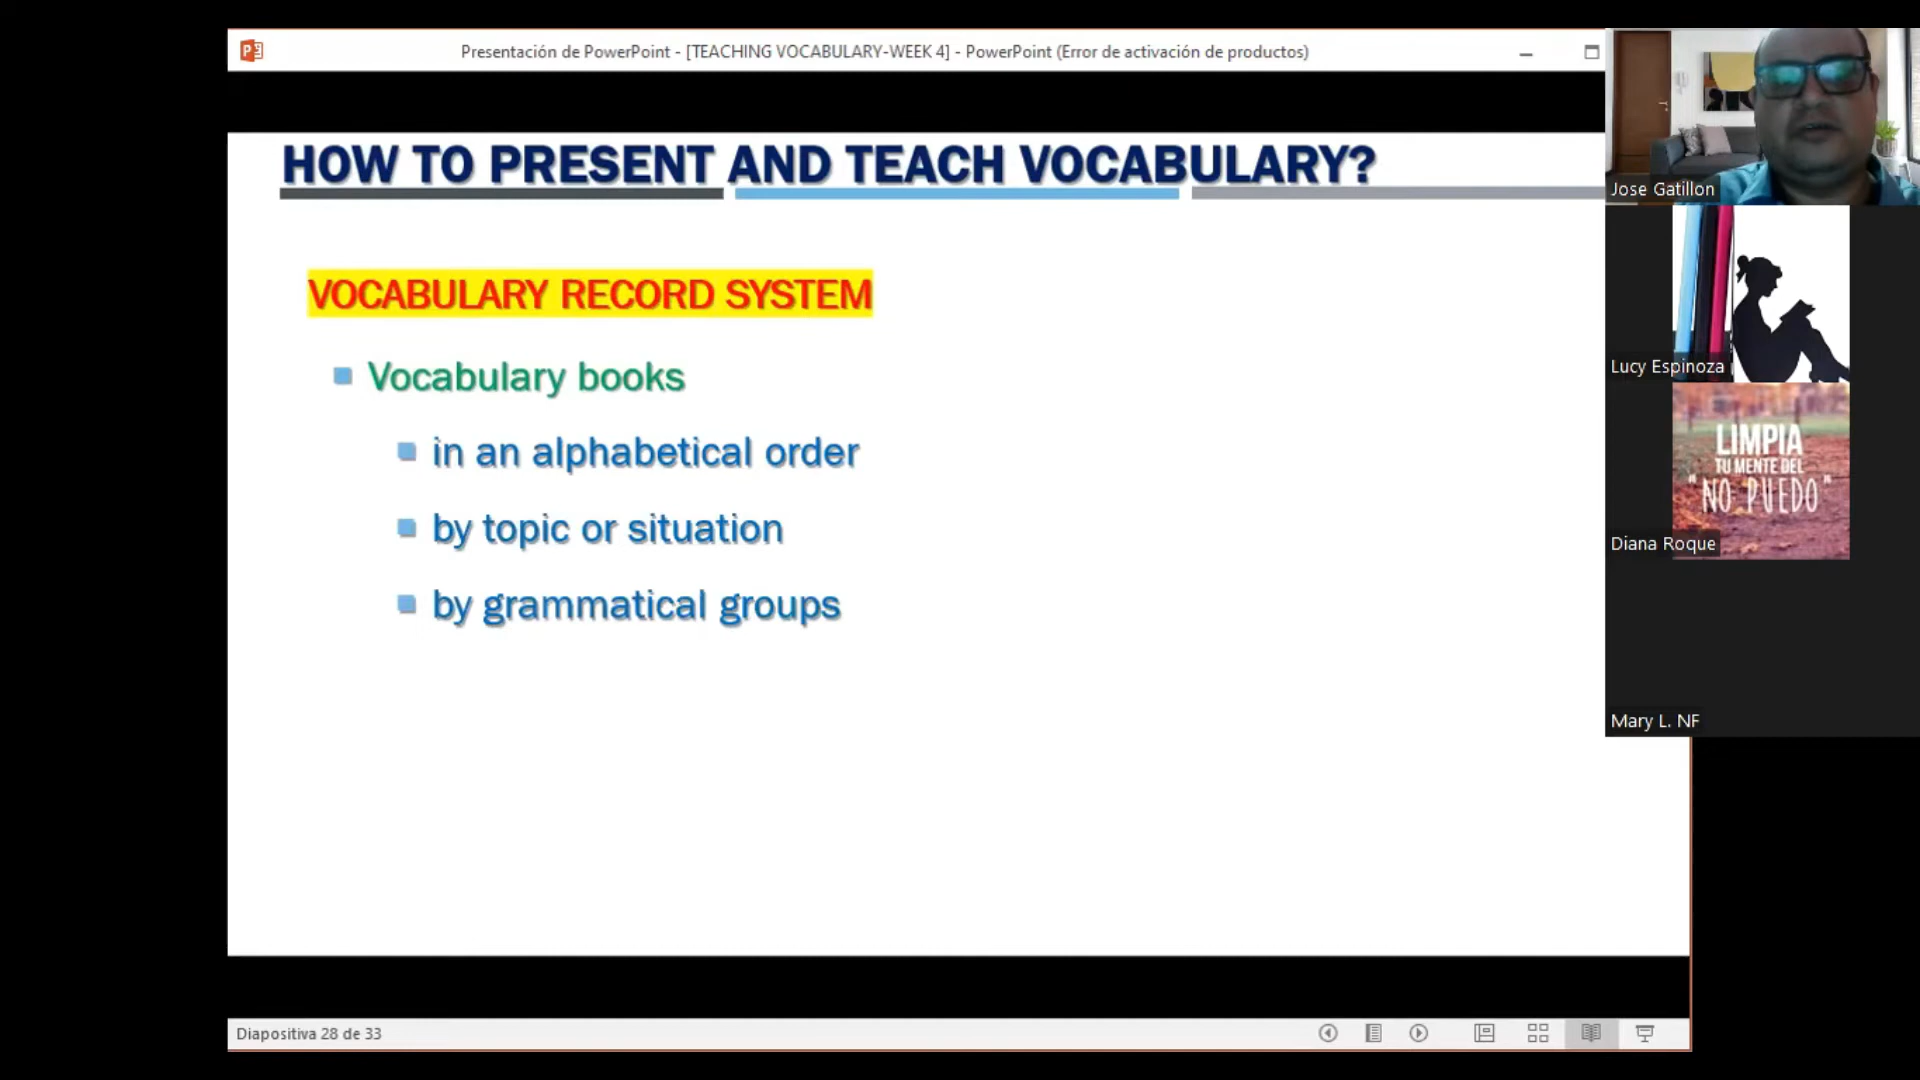 Presentación de PowerPoint - [TEACHING VOCABULARY-WEEK 4] - PowerPoint (Error de activación de productos)
HOW TO PRESENT AND TEACH VOCABULARY?
VOCABULARY RECORD SYSTEM
Vocabulary books
in an alphabetical order
by topic or situation
by grammatical groups
Diapositiva 28 de 33
Jose Gatillon
Lucy Espinoza
LIMPIA
TU MENTE DEL
"NO PUEDO"
Diana Roque
Mary L. NF